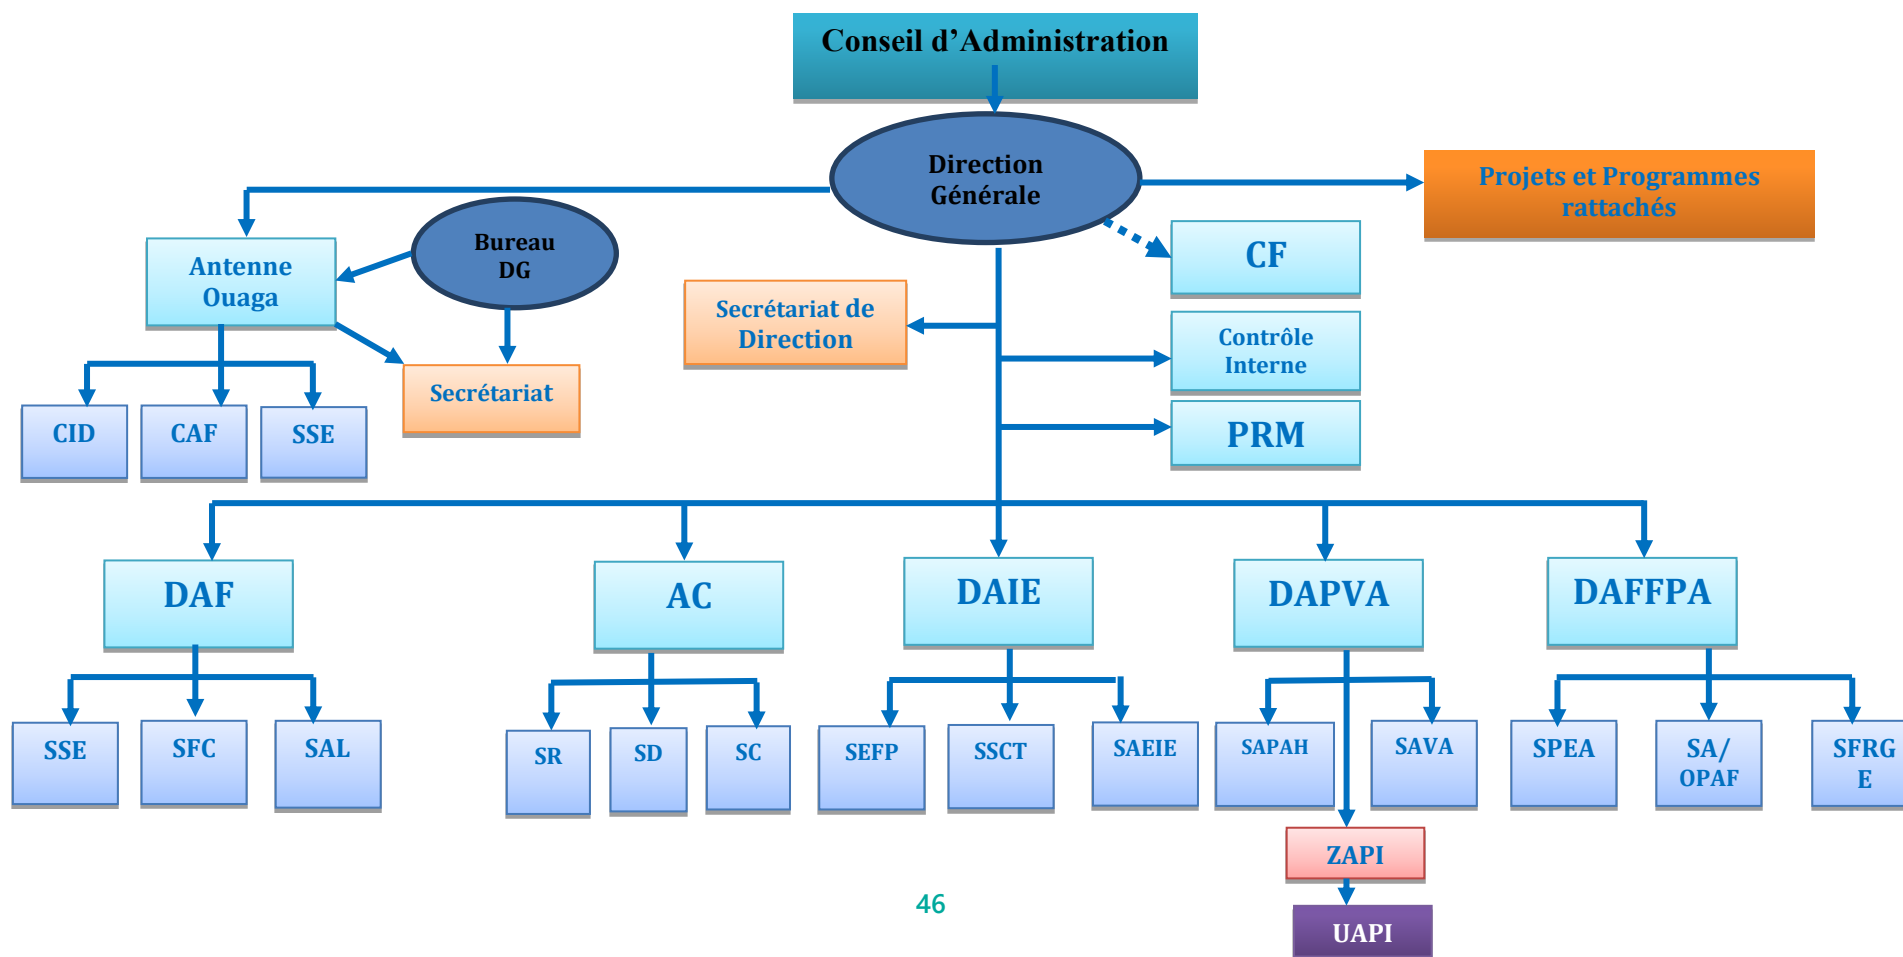 Conseil d’Administration
Direction
Générale
Projets et Programmes
rattachés
Bureau
DG
Antenne
Ouaga
CF
Secrétariat de
Direction
Contrôle
Interne
Secrétariat
PRM
CID
CAF
SSE
DAF
AC
DAIE
DAPVA
DAFFPA
SSE
SFC
SAL
SR
SD
SC
SEFP
SSCT
SAEIE
SAPAH
SAVA
SPEA
SA/
OPAF
SFRG
E
ZAPI
UAPI
46